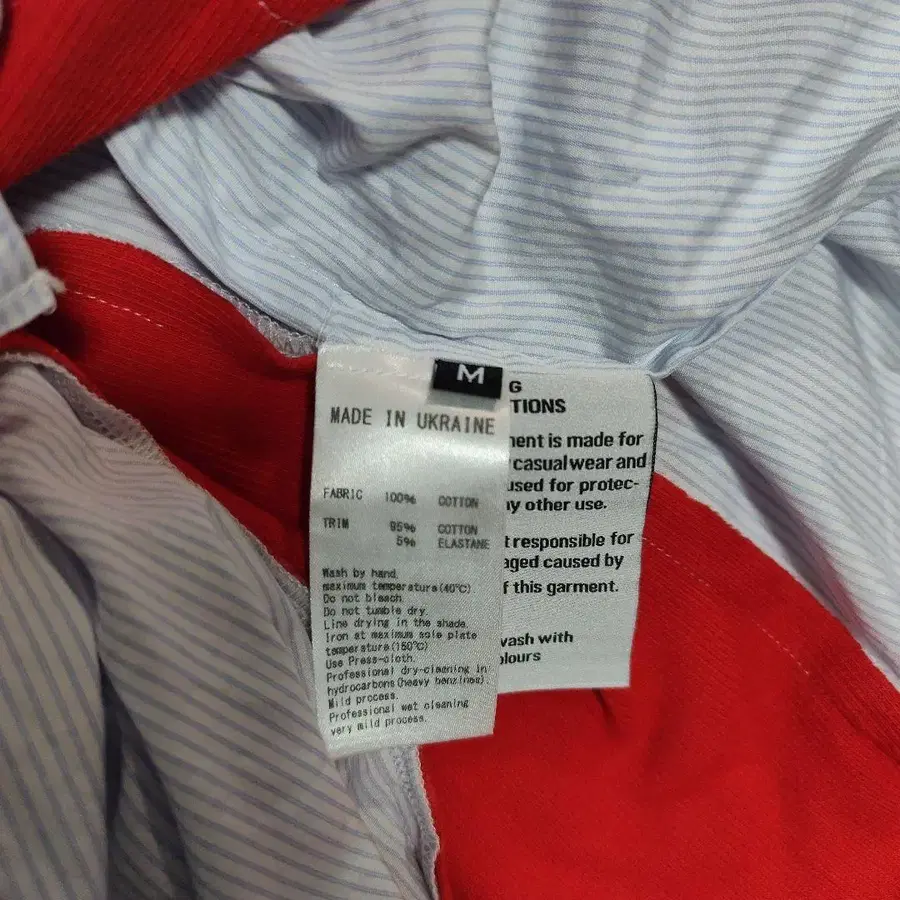 M
MADE IN UKRAINE
FABRIC 100% COTTON
TRIM 95% COTTON
5% ELASTANE
Wash by hand.
maximum temperature(40°C)
Do not bleach.
Do not tumble dry.
Line drying in the shade.
Iron at maximum sole plate
temperature(150°C)
Use Press-cloth.
Professional dry-cleaning in
hydrocarbons(heavy benzines).
Mild process.
Professional wet cleaning
very mild process.
G
TIONS
ent is made for
casual wear and
used for protec-
y other use.
t responsible for
aged caused by
f this garment.
wash with
olours